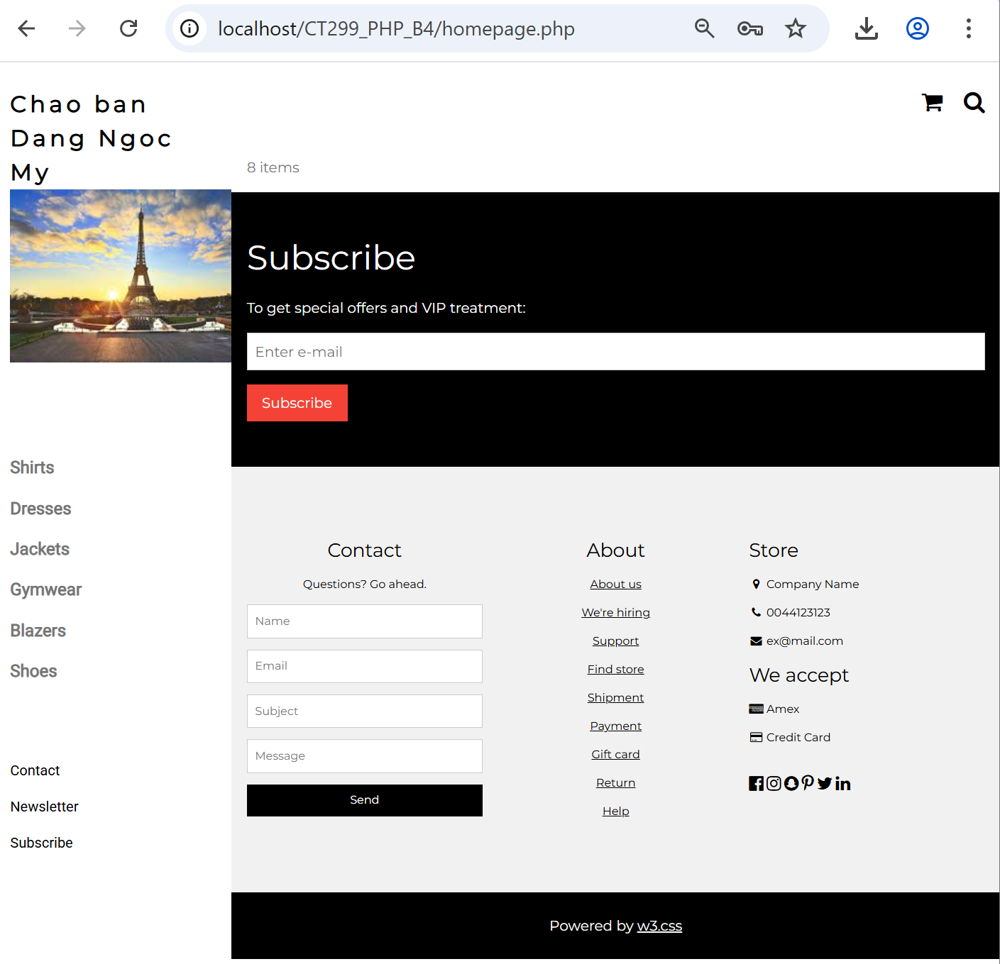 localhost/CT299_PHP_B4/homepage.php
Chao ban
Dang Ngoc
My
Shirts
Dresses
Jackets
Gymwear
Blazers
Shoes
Contact
Newsletter
Subscribe
8 items
Subscribe
To get special offers and VIP treatment:
Enter e-mail
Subscribe
Contact
Questions? Go ahead.
Name
Email
Subject
Message
Send
About
About us
We're hiring
Support
Find store
Shipment
Payment
Gift card
Return
Help
Store
Company Name
0044123123
ex@mail.com
We accept
Amex
Credit Card
Powered by w3.css